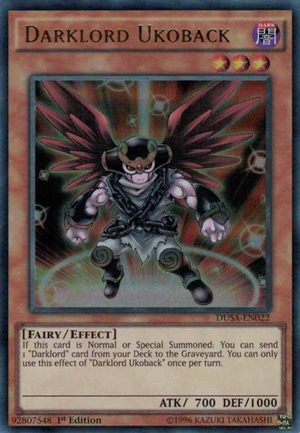 DARKLORD UKOBACK
DARK
闇
DUSA-EN022
[FAIRY/EFFECT]
If this card is Normal or Special Summoned: You can send
1 "Darklord" card from your Deck to the Graveyard. You can only
use this effect of "Darklord Ukoback" once per turn.
ATK/ 700 DEF/ 1000
92807548 1st Edition ©1996 KAZUKI TAKAHASHI